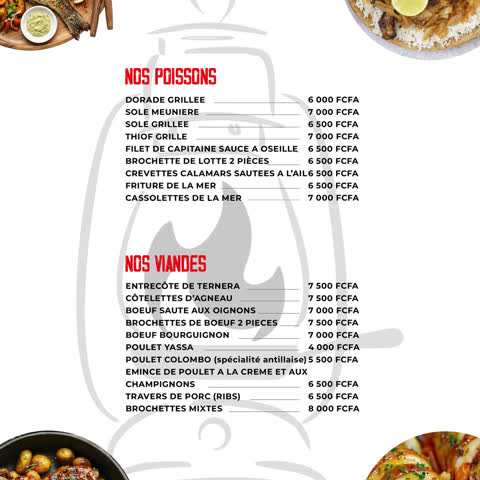 NOS POISSONS
DORADE GRILLEE 6 000 FCFA
SOLE MEUNIERE 7 000 FCFA
SOLE GRILLEE 6 500 FCFA
THIOF GRILLE 7 000 FCFA
FILET DE CAPITAINE SAUCE A OSEILLE 6 500 FCFA
BROCHETTE DE LOTTE 2 PIÈCES 6 500 FCFA
CREVETTES CALAMARS SAUTEES A L'AIL 6 500 FCFA
FRITURE DE LA MER 6 500 FCFA
CASSOLETTES DE LA MER 7 000 FCFA
NOS VIANDES
ENTRECÔTE DE TERNERA 7 500 FCFA
CÔTELETTES D'AGNEAU 7 500 FCFA
BOEUF SAUTE AUX OIGNONS 7 000 FCFA
BROCHETTES DE BOEUF 2 PIECES 7 500 FCFA
BOEUF BOURGUIGNON 7 000 FCFA
POULET YASSA 4 000 FCFA
POULET COLOMBO (spécialité antillaise) 5 500 FCFA
EMINCE DE POULET A LA CREME ET AUX
CHAMPIGNONS 6 500 FCFA
TRAVERS DE PORC (RIBS) 6 500 FCFA
BROCHETTES MIXTES 8 000 FCFA